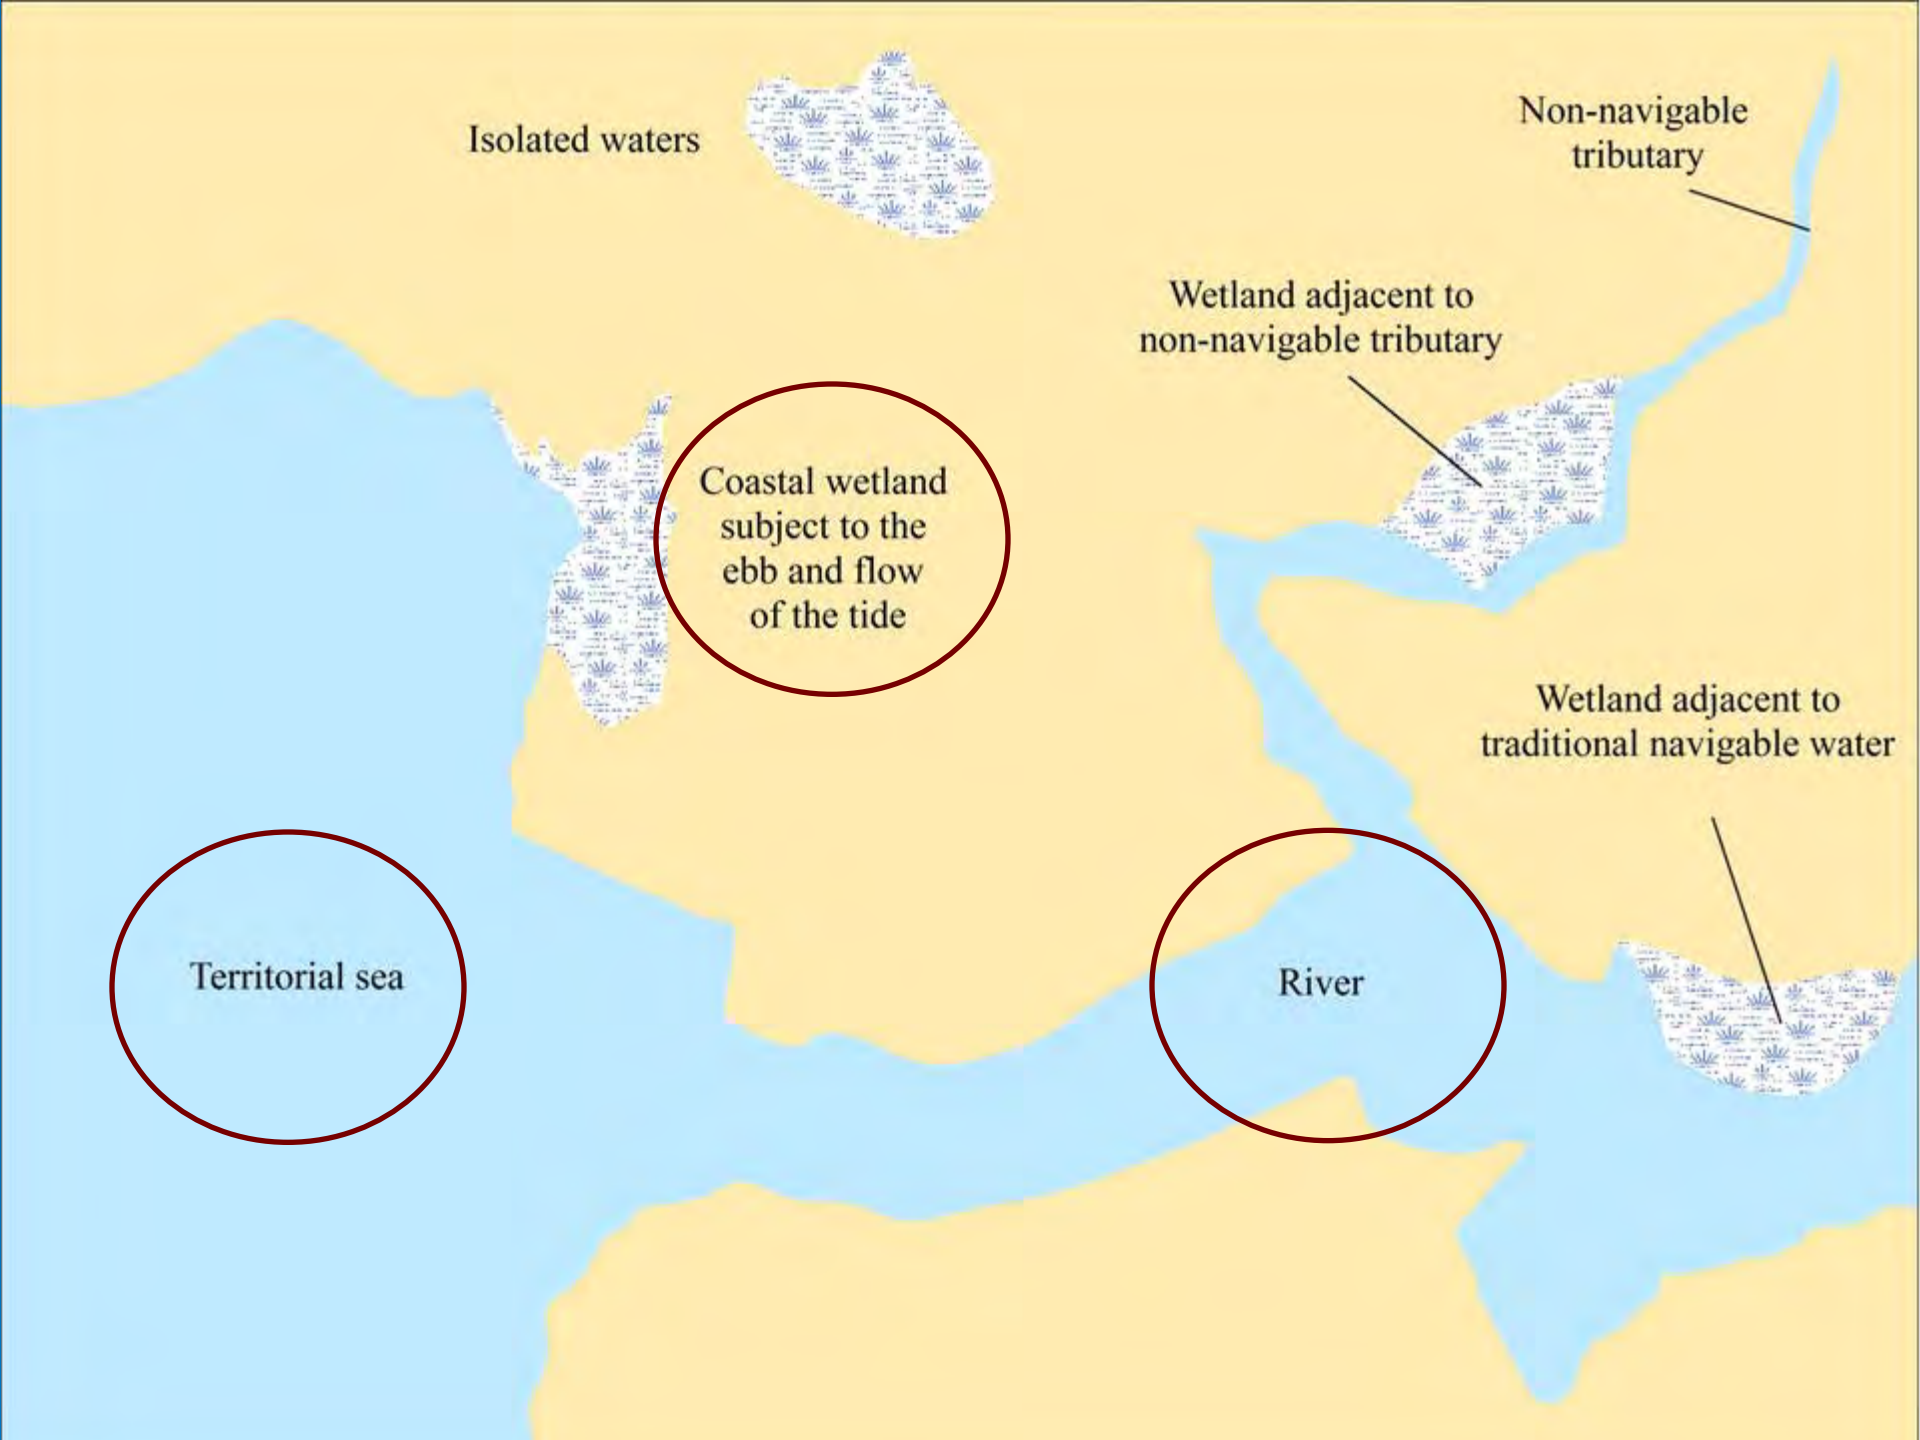 Isolated waters
Non-navigable
tributary
Wetland adjacent to
non-navigable tributary
Coastal wetland
subject to the
ebb and flow
of the tide
Wetland adjacent to
traditional navigable water
Territorial sea
River